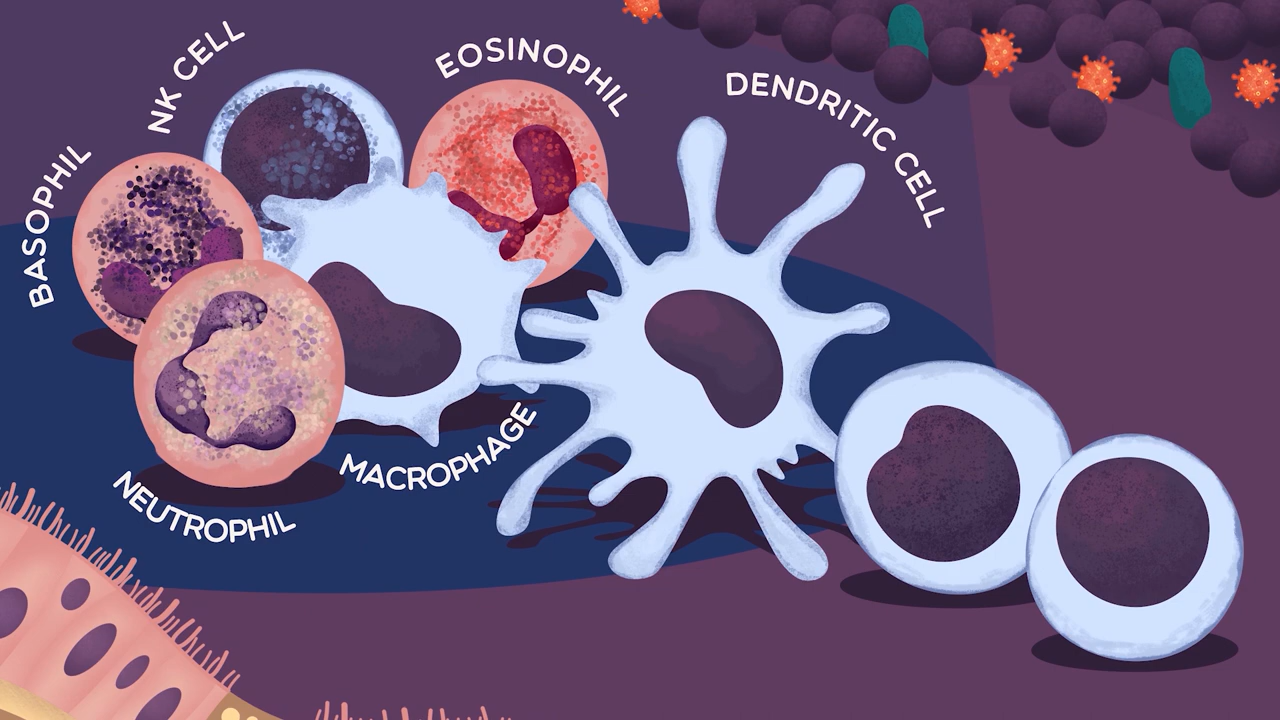 NK CELL
EOSINOPHIL
DENDRITIC CELL
BASOPHIL
MACROPHAGE
NEUTROPHIL